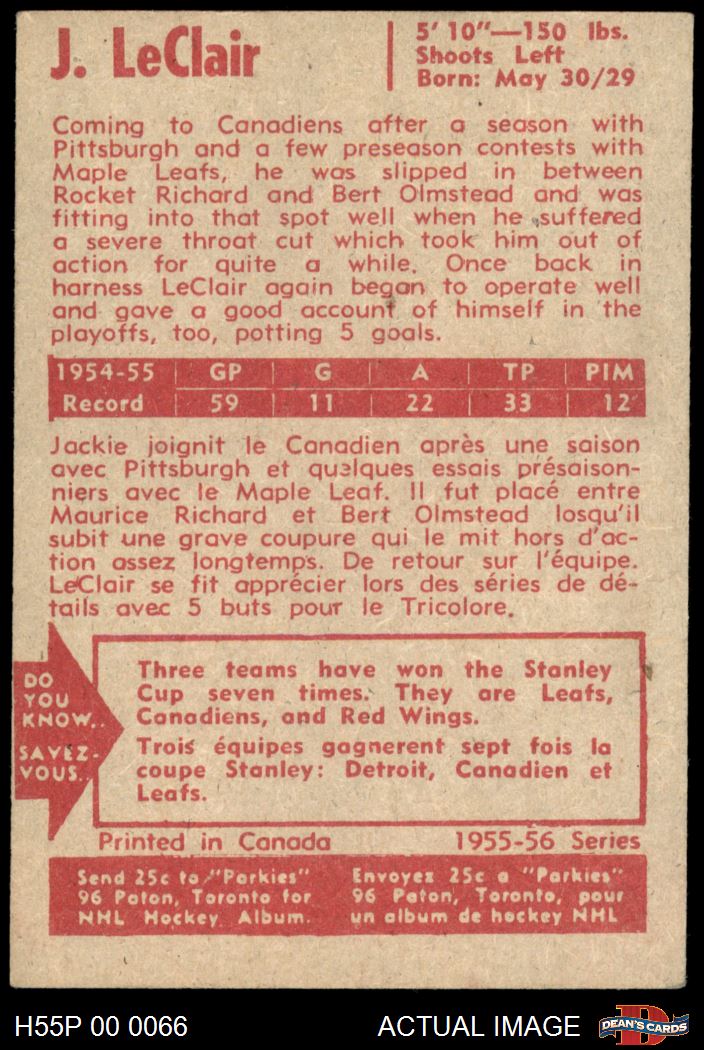 J. LeClair
5' 10"—150 lbs.
Shoots Left
Born: May 30/29
Coming to Canadiens after a season with
Pittsburgh and a few preseason contests with
Maple Leafs, he was slipped in between
Rocket Richard and Bert Olmstead and was
fitting into that spot well when he suffered
a severe throat cut which took him out of
action for quite a while. Once back in
harness LeClair again began to operate well
and gave a good account of himself in the
playoffs, too, potting 5 goals.
1954-55 GP G A TP PIM
Record 59 11 22 33 12
Jackie joignit le Canadien après une saison
avec Pittsburgh et quelques essais présaison-
niers avec le Maple Leaf. Il fut placé entre
Maurice Richard et Bert Olmstead losqu'il
subit une grave coupure qui le mit hors d'ac-
tion assez longtemps. De retour sur l'équipe.
LeClair se fit apprécier lors des séries de dé-
tails avec 5 buts pour le Tricolore.
DO
YOU
KNOW..
SAVEZ-
VOUS..
Three teams have won the Stanley
Cup seven times. They are Leafs,
Canadiens, and Red Wings.
Trois équipes gagnerent sept fois la
coupe Stanley: Detroit, Canadien et
Leafs.
Printed in Canada 1955-56 Series
Send 25c to "Parkies"
96 Paton, Toronto for
NHL Hockey Album.
Envoyez 25c a "Parkies"
96 Paton, Toronto, pour
un album de hockey NHL
H55P 00 0066 ACTUAL IMAGE
D
DEAN'S CARDS